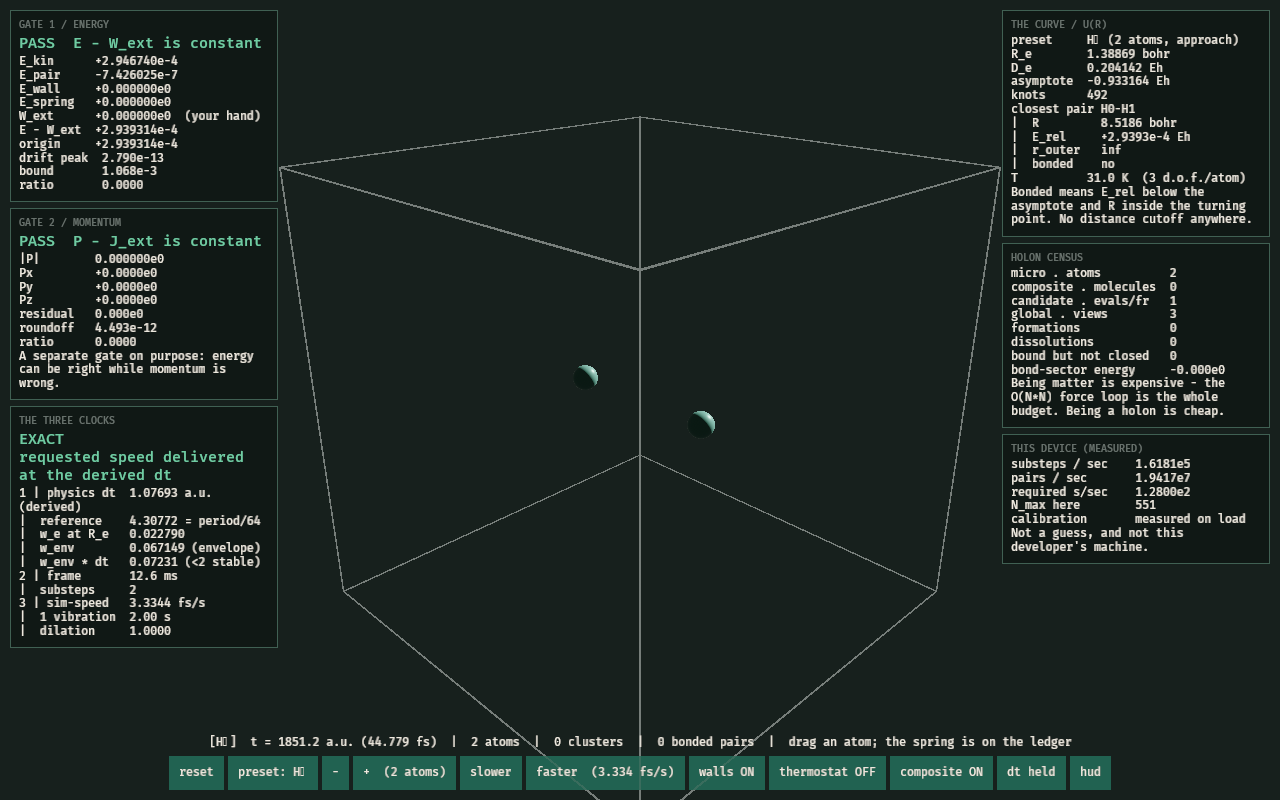 GATE 1 / ENERGY
PASS  E - W_ext is constant
E_kin +2.946740e-4
E_pair -7.426025e-7
E_wall +0.000000e0
E_spring +0.000000e0
W_ext +0.000000e0 (your hand)
E - W_ext +2.939314e-4
origin +2.939314e-4
drift peak 2.790e-13
bound 1.068e-3
ratio 0.0000
GATE 2 / MOMENTUM
PASS  P - J_ext is constant
|P| 0.000000e0
Px +0.0000e0
Py +0.0000e0
Pz +0.0000e0
residual 0.000e0
roundoff 4.493e-12
ratio 0.0000
A separate gate on purpose: energy
can be right while momentum is
wrong.
THE THREE CLOCKS
EXACT
requested speed delivered
at the derived dt
1 | physics dt 1.07693 a.u.
(derived)
| reference 4.30772 = period/64
| w_e at R_e 0.022790
| w_env 0.067149 (envelope)
| w_env * dt 0.07231 (<2 stable)
2 | frame 12.6 ms
| substeps 2
3 | sim-speed 3.3344 fs/s
| 1 vibration 2.00 s
| dilation 1.0000
THE CURVE / U(R)
preset H▯ (2 atoms, approach)
R_e 1.38869 bohr
D_e 0.204142 Eh
asymptote -0.933164 Eh
knots 492
closest pair H0-H1
| R 8.5186 bohr
| E_rel +2.9393e-4 Eh
| r_outer inf
| bonded no
T 31.0 K (3 d.o.f./atom)
Bonded means E_rel below the
asymptote and R inside the turning
point. No distance cutoff anywhere.
HOLON CENSUS
micro . atoms 2
composite . molecules 0
candidate . evals/fr 1
global . views 3
formations 0
dissolutions 0
bound but not closed 0
bond-sector energy -0.000e0
Being matter is expensive - the
O(N*N) force loop is the whole
budget. Being a holon is cheap.
THIS DEVICE (MEASURED)
substeps / sec 1.6181e5
pairs / sec 1.9417e7
required s/sec 1.2800e2
N_max here 551
calibration measured on load
Not a guess, and not this
developer's machine.
[H▯] t = 1851.2 a.u. (44.779 fs) | 2 atoms | 0 clusters | 0 bonded pairs | drag an atom; the spring is on the ledger
reset preset: H▯ - + (2 atoms) slower faster (3.334 fs/s) walls ON thermostat OFF composite ON dt held hud